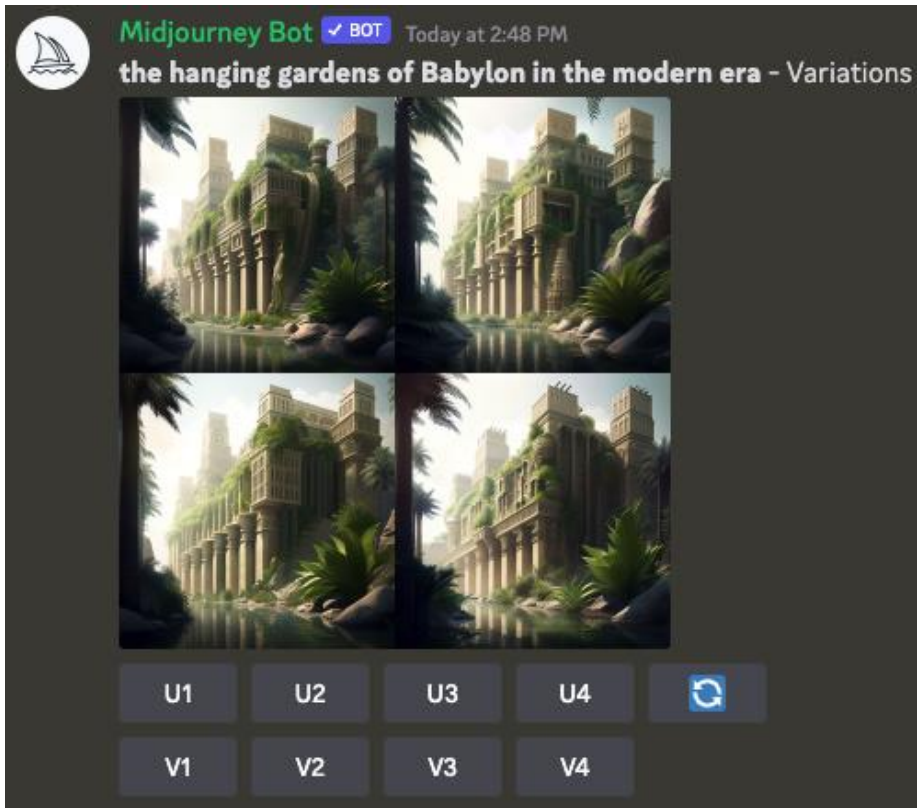 Midjourney Bot ✓ BOT Today at 2:48 PM
the hanging gardens of Babylon in the modern era - Variations
U1 U2 U3 U4
V1 V2 V3 V4